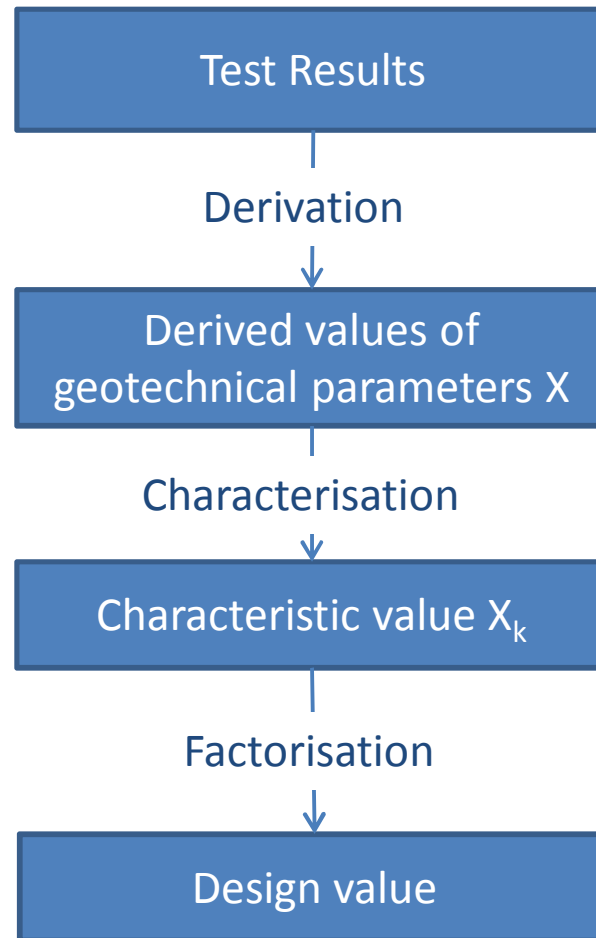 Test Results
Derivation
Derived values of
geotechnical parameters X
Characterisation
Characteristic value Xₖ
Factorisation
Design value